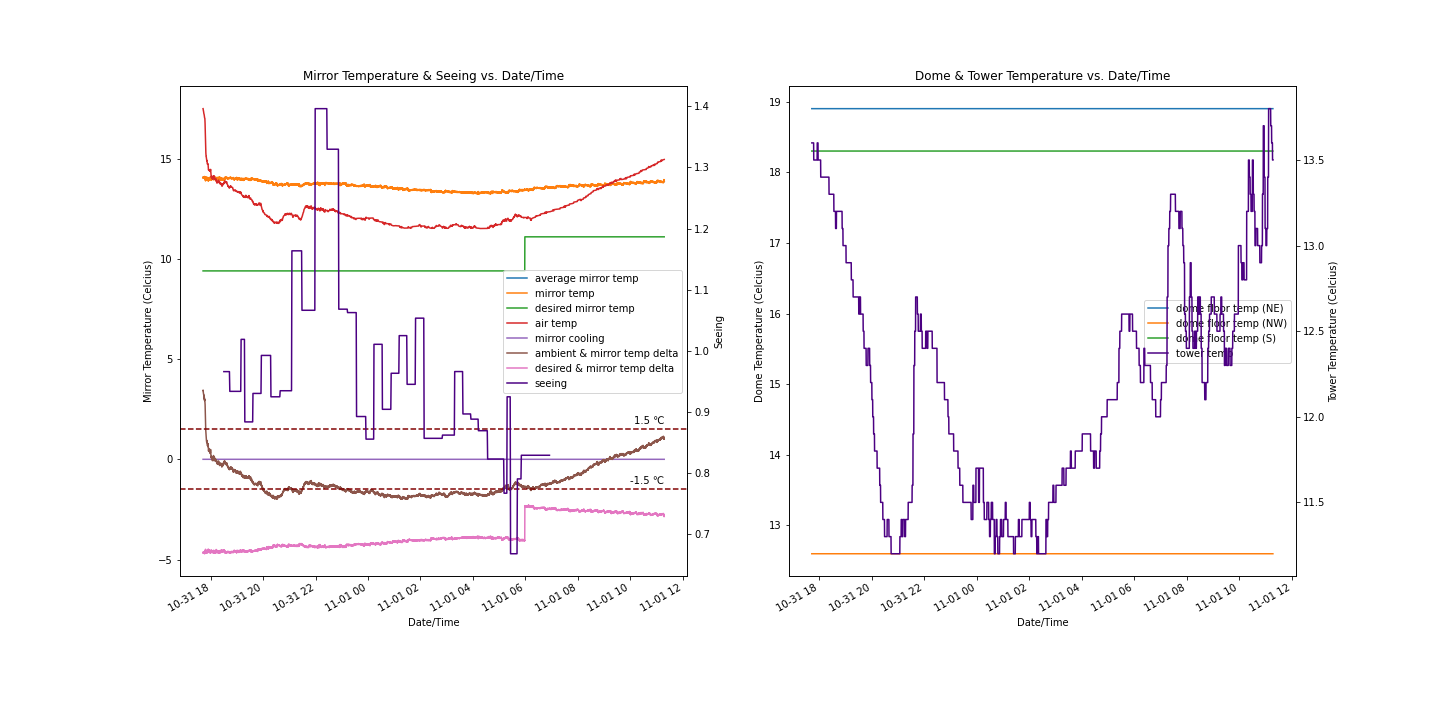 Mirror Temperature & Seeing vs. Date/Time
Mirror Temperature (Celcius)
15
10
5
0
−5
1.4
1.3
1.2
1.1
1.0
0.9
0.8
0.7
Seeing
average mirror temp
mirror temp
desired mirror temp
air temp
mirror cooling
ambient & mirror temp delta
desired & mirror temp delta
seeing
1.5 °C
-1.5 °C
10-31 18
10-31 20
10-31 22
11-01 00
11-01 02
11-01 04
11-01 06
11-01 08
11-01 10
11-01 12
Date/Time
Dome & Tower Temperature vs. Date/Time
Dome Temperature (Celcius)
19
18
17
16
15
14
13
13.5
13.0
12.5
12.0
11.5
Tower Temperature (Celcius)
dome floor temp (NE)
dome floor temp (NW)
dome floor temp (S)
tower temp
10-31 18
10-31 20
10-31 22
11-01 00
11-01 02
11-01 04
11-01 06
11-01 08
11-01 10
11-01 12
Date/Time